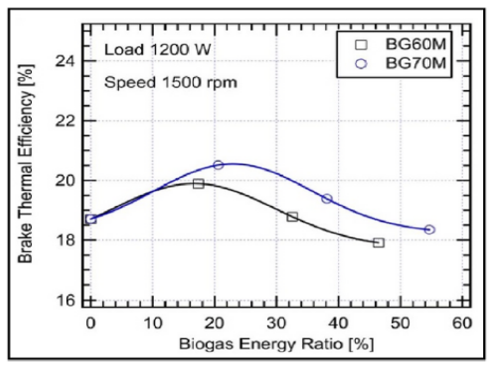 Load 1200 W
Speed 1500 rpm
BG60M
BG70M
Brake Thermal Efficiency [%]
24
22
20
18
16
0 10 20 30 40 50 60
Biogas Energy Ratio [%]